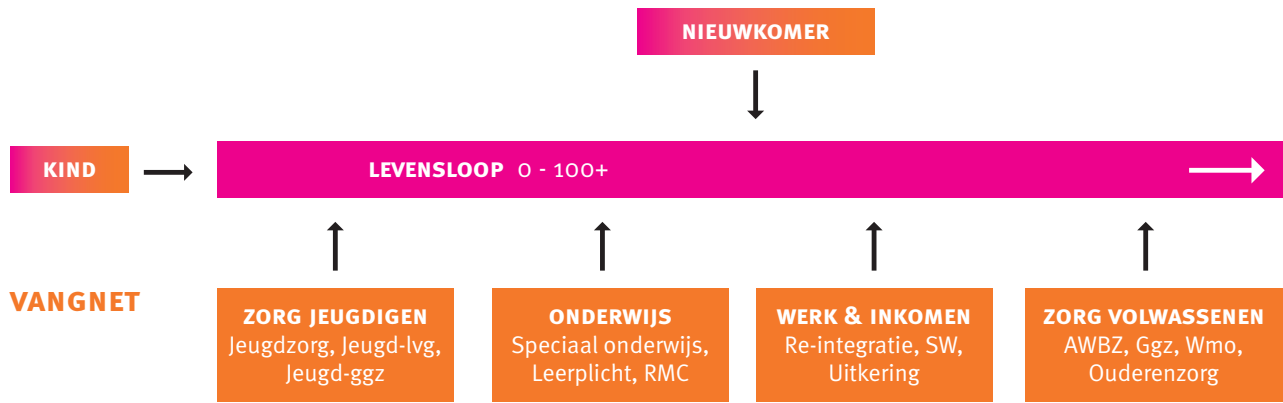 NIEUWKOMER
KIND
LEVENSLOOP 0 - 100+
VANGNET
ZORG JEUGDIGEN
Jeugdzorg, Jeugd-lvg,
Jeugd-ggz
ONDERWIJS
Speciaal onderwijs,
Leerplicht, RMC
WERK & INKOMEN
Re-integratie, SW,
Uitkering
ZORG VOLWASSENEN
AWBZ, Ggz, Wmo,
Ouderenzorg